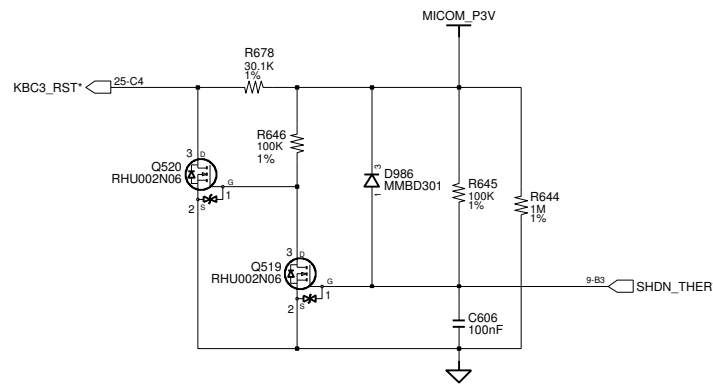 MICOM_P3V
R678
30.1K
1%
KBC3_RST*
25-C4
R646
100K
1%
3
D
Q520
RHU002N06
G
1
2
S
D986
MMBD301
3
1
R645
100K
1%
R644
1M
1%
3
D
Q519
RHU002N06
G
1
2
S
9-B3
SHDN_THER
C606
100nF